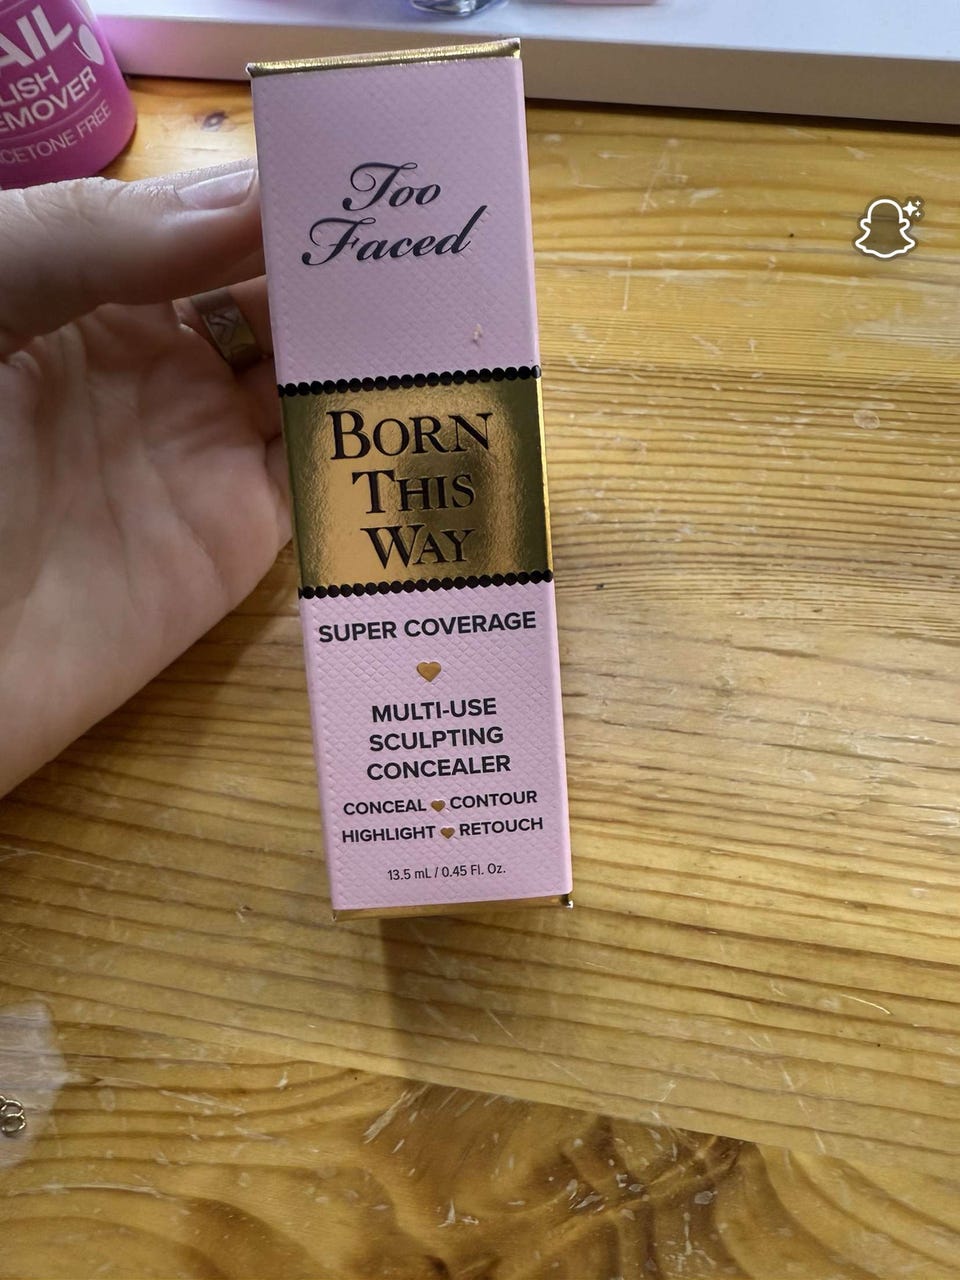 AIL
LISH
EMOVER
CETONE FREE
Too
Faced
BORN
THIS
WAY
SUPER COVERAGE
MULTI-USE
SCULPTING
CONCEALER
CONCEAL CONTOUR
HIGHLIGHT RETOUCH
13.5 mL / 0.45 Fl. Oz.